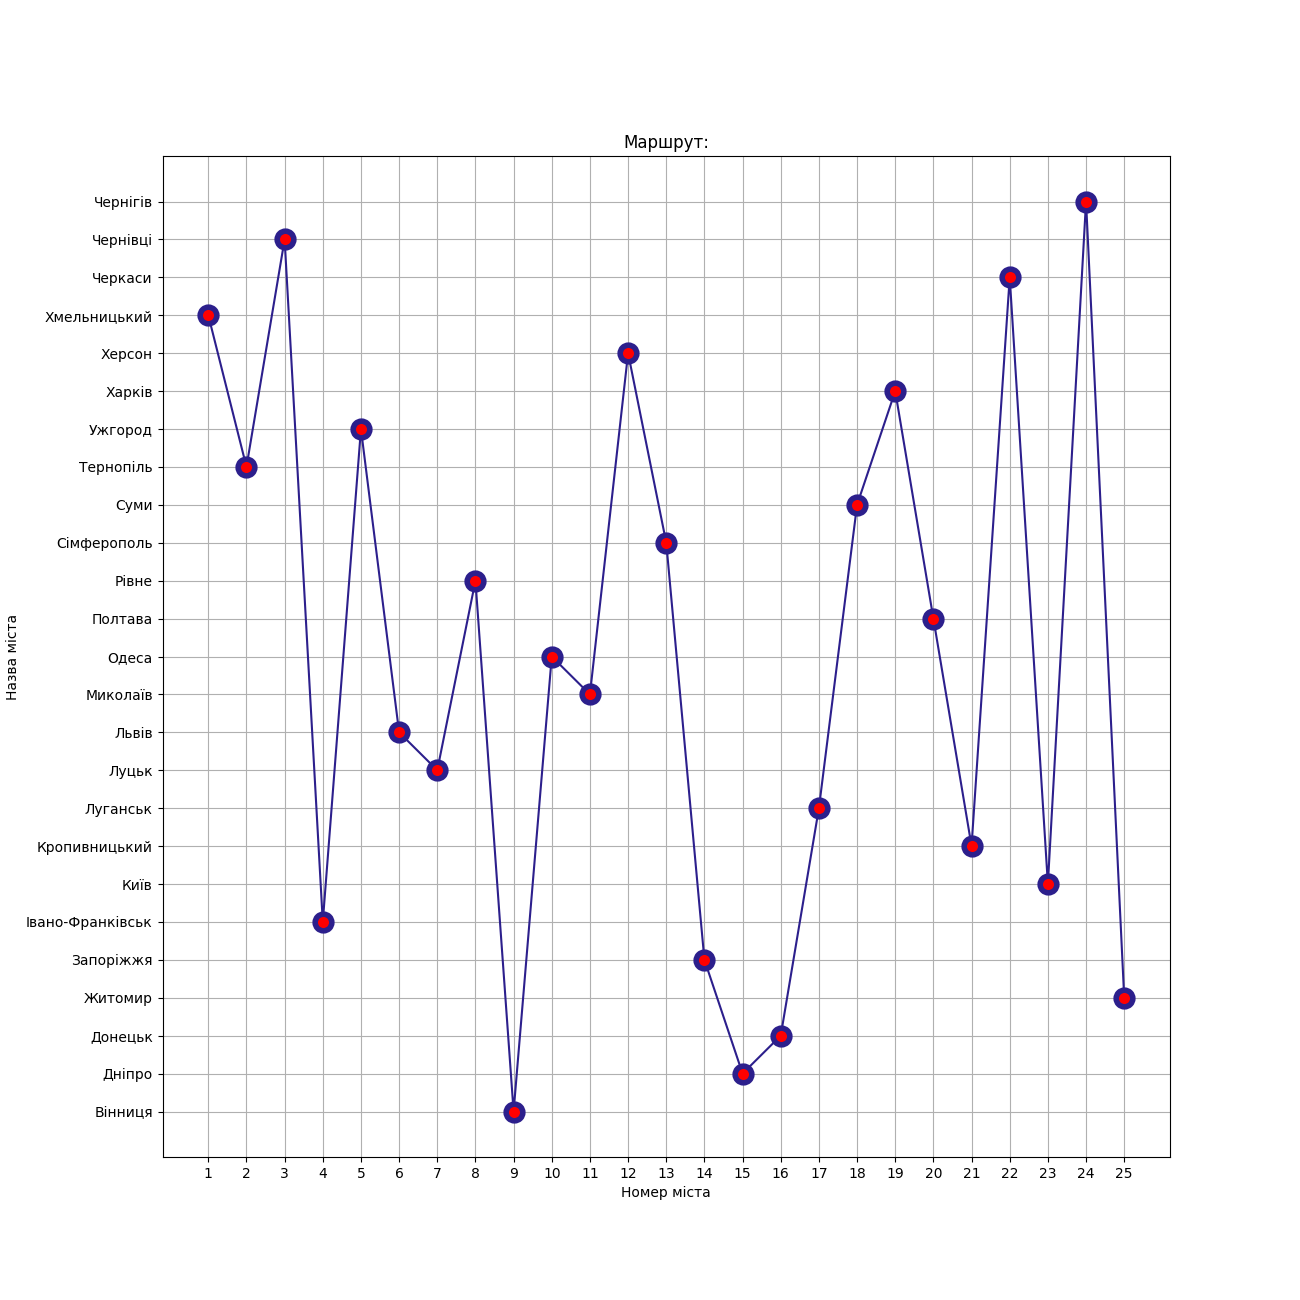 Маршрут:
Чернігів
Чернівці
Черкаси
Хмельницький
Херсон
Харків
Ужгород
Тернопіль
Суми
Сімферополь
Рівне
Полтава
Одеса
Миколаїв
Львів
Луцьк
Луганськ
Кропивницький
Київ
Івано-Франківськ
Запоріжжя
Житомир
Донецьк
Дніпро
Вінниця
Назва міста
1 2 3 4 5 6 7 8 9 10 11 12 13 14 15 16 17 18 19 20 21 22 23 24 25
Номер міста